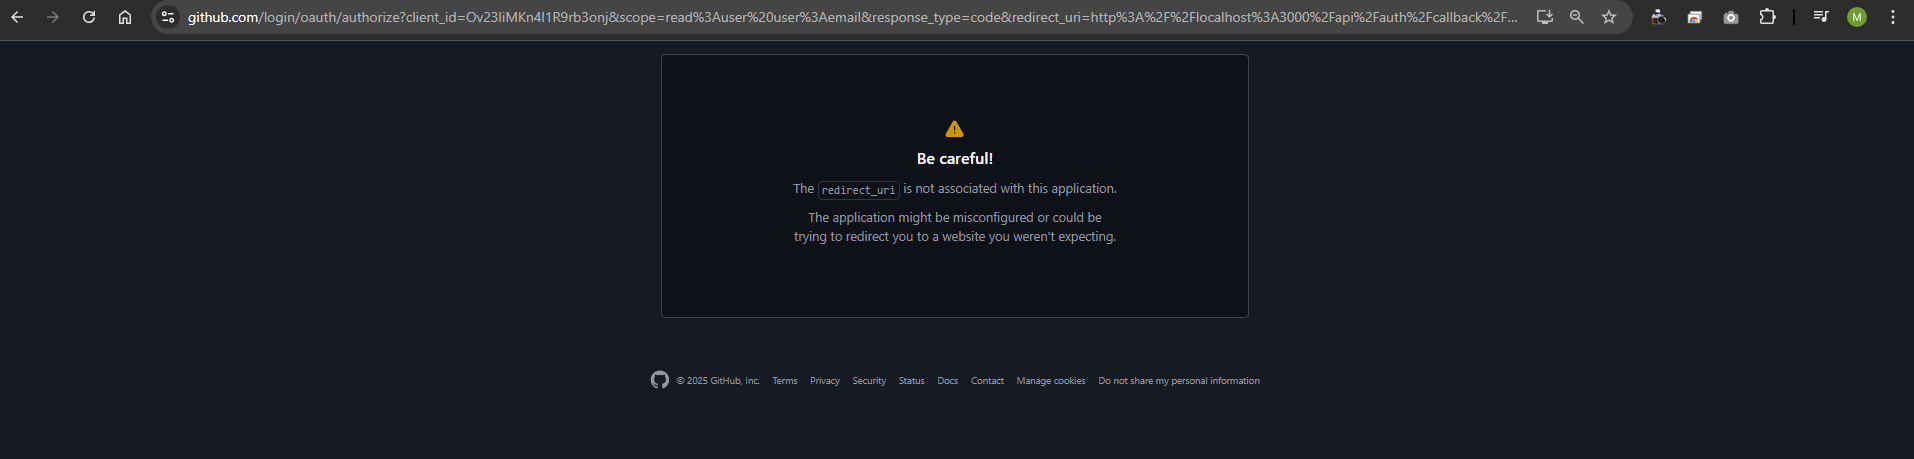 github.com/login/oauth/authorize?client_id=Ov23liMKn4l1R9rb3onj&scope=read%3Auser%20user%3Aemail&response_type=code&redirect_uri=http%3A%2F%2Flocalhost%3A3000%2Fapi%2Fauth%2Fcallback%2F...
M
Be careful!
The redirect_uri is not associated with this application.
The application might be misconfigured or could be
trying to redirect you to a website you weren't expecting.
© 2025 GitHub, Inc. Terms Privacy Security Status Docs Contact Manage cookies Do not share my personal information